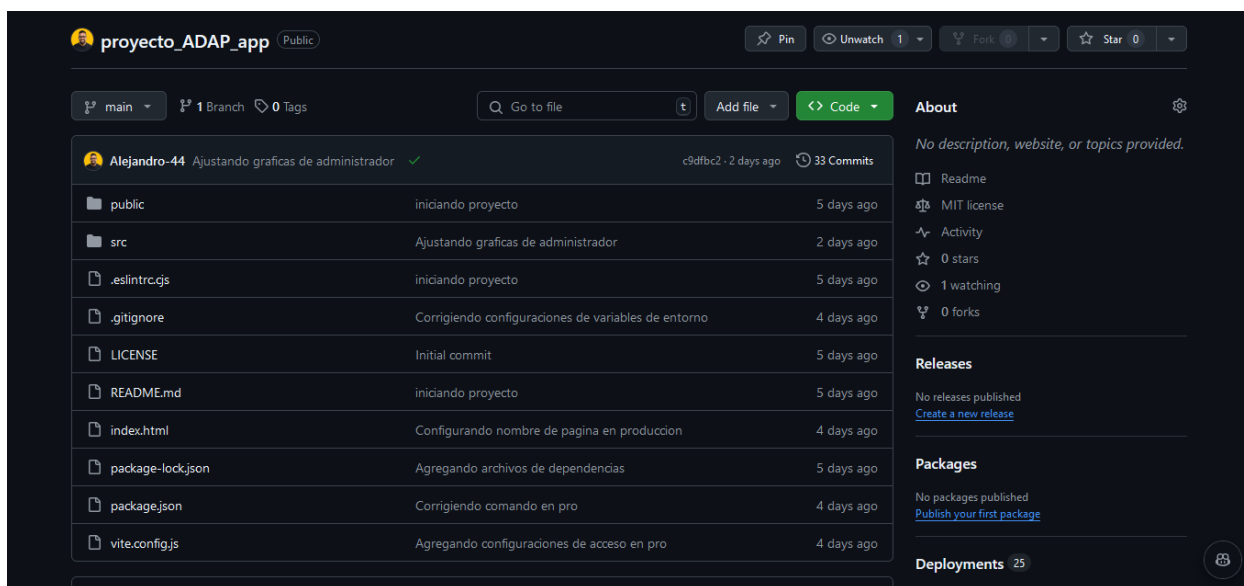 proyecto_ADAP_app Public
Pin
Unwatch 1
Fork 0
Star 0
main
1 Branch
0 Tags
Go to file t
Add file
Code
Alejandro-44 Ajustando graficas de administrador c9dfbc2 · 2 days ago 33 Commits
public iniciando proyecto 5 days ago
src Ajustando graficas de administrador 2 days ago
.eslintrc.cjs iniciando proyecto 5 days ago
.gitignore Corrigiendo configuraciones de variables de entorno 4 days ago
LICENSE Initial commit 5 days ago
README.md iniciando proyecto 5 days ago
index.html Configurando nombre de pagina en produccion 4 days ago
package-lock.json Agregando archivos de dependencias 5 days ago
package.json Corrigiendo comando en pro 4 days ago
vite.config.js Agregando configuraciones de acceso en pro 4 days ago
About
No description, website, or topics provided.
Readme
MIT license
Activity
0 stars
1 watching
0 forks
Releases
No releases published
Create a new release
Packages
No packages published
Publish your first package
Deployments 25